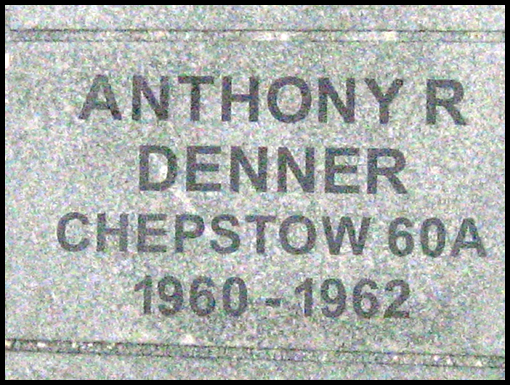 ANTHONY R
DENNER
CHEPSTOW 60A
1960 - 1962